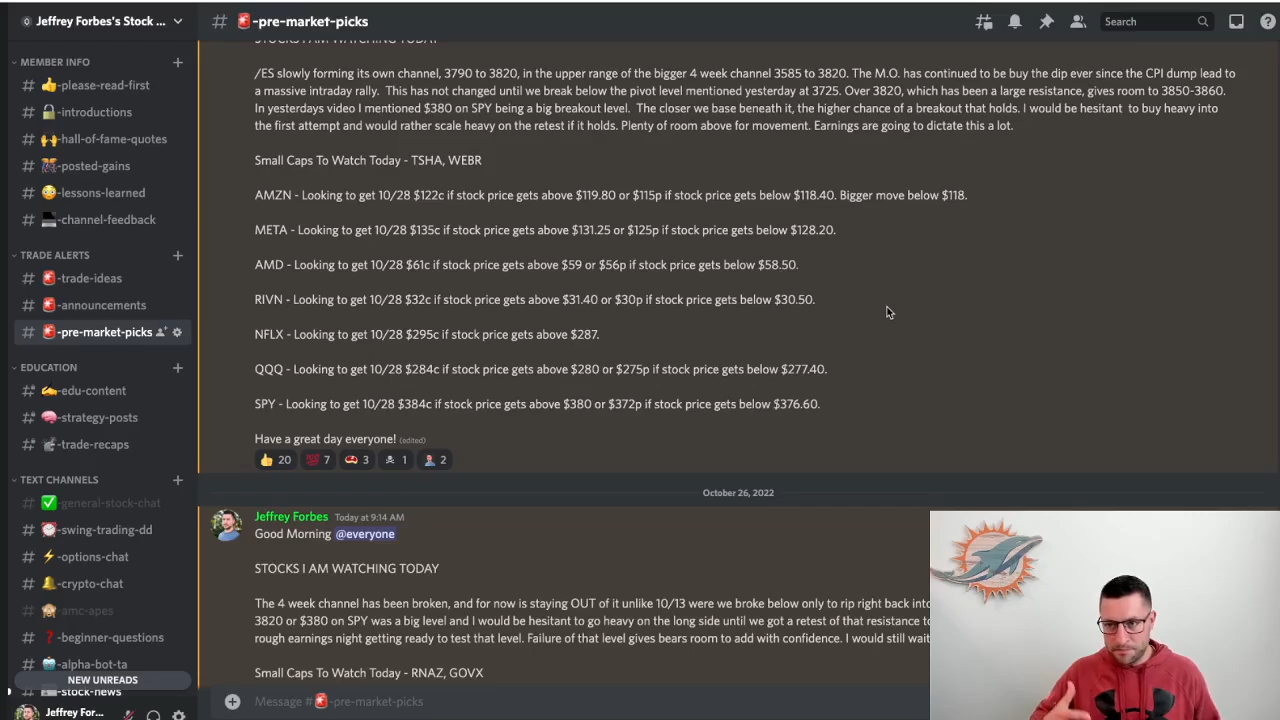 Jeffrey Forbes's Stock ...
-pre-market-picks
Search
MEMBER INFO
-please-read-first
-introductions
-hall-of-fame-quotes
-posted-gains
-lessons-learned
-channel-feedback
TRADE ALERTS
-trade-ideas
-announcements
-pre-market-picks
EDUCATION
-edu-content
-strategy-posts
-trade-recaps
TEXT CHANNELS
-general-stock-chat
-swing-trading-dd
-options-chat
-crypto-chat
-amc-apes
-beginner-questions
-alpha-bot-ta
NEW UNREADS
-stock-news
Jeffrey For...
STOCKS I AM WATCHING TODAY
/ES slowly forming its own channel, 3790 to 3820, in the upper range of the bigger 4 week channel 3585 to 3820. The M.O. has continued to be buy the dip ever since the CPI dump lead to
a massive intraday rally. This has not changed until we break below the pivot level mentioned yesterday at 3725. Over 3820, which has been a large resistance, gives room to 3850-3860.
In yesterdays video I mentioned $380 on SPY being a big breakout level. The closer we base beneath it, the higher chance of a breakout that holds. I would be hesitant to buy heavy into
the first attempt and would rather scale heavy on the retest if it holds. Plenty of room above for movement. Earnings are going to dictate this a lot.
Small Caps To Watch Today - TSHA, WEBR
AMZN - Looking to get 10/28 $122c if stock price gets above $119.80 or $115p if stock price gets below $118.40. Bigger move below $118.
META - Looking to get 10/28 $135c if stock price gets above $131.25 or $125p if stock price gets below $128.20.
AMD - Looking to get 10/28 $61c if stock price gets above $59 or $56p if stock price gets below $58.50.
RIVN - Looking to get 10/28 $32c if stock price gets above $31.40 or $30p if stock price gets below $30.50.
NFLX - Looking to get 10/28 $295c if stock price gets above $287.
QQQ - Looking to get 10/28 $284c if stock price gets above $280 or $275p if stock price gets below $277.40.
SPY - Looking to get 10/28 $384c if stock price gets above $380 or $372p if stock price gets below $376.60.
Have a great day everyone! (edited)
20 7 3 1 2
October 26, 2022
Jeffrey Forbes Today at 9:14 AM
Good Morning @everyone
STOCKS I AM WATCHING TODAY
The 4 week channel has been broken, and for now is staying OUT of it unlike 10/13 were we broke below only to rip right back into
3820 or $380 on SPY was a big level and I would be hesitant to go heavy on the long side until we got a retest of that resistance to
rough earnings night getting ready to test that level. Failure of that level gives bears room to add with confidence. I would still wait
Small Caps To Watch Today - RNAZ, GOVX
Message # -pre-market-picks